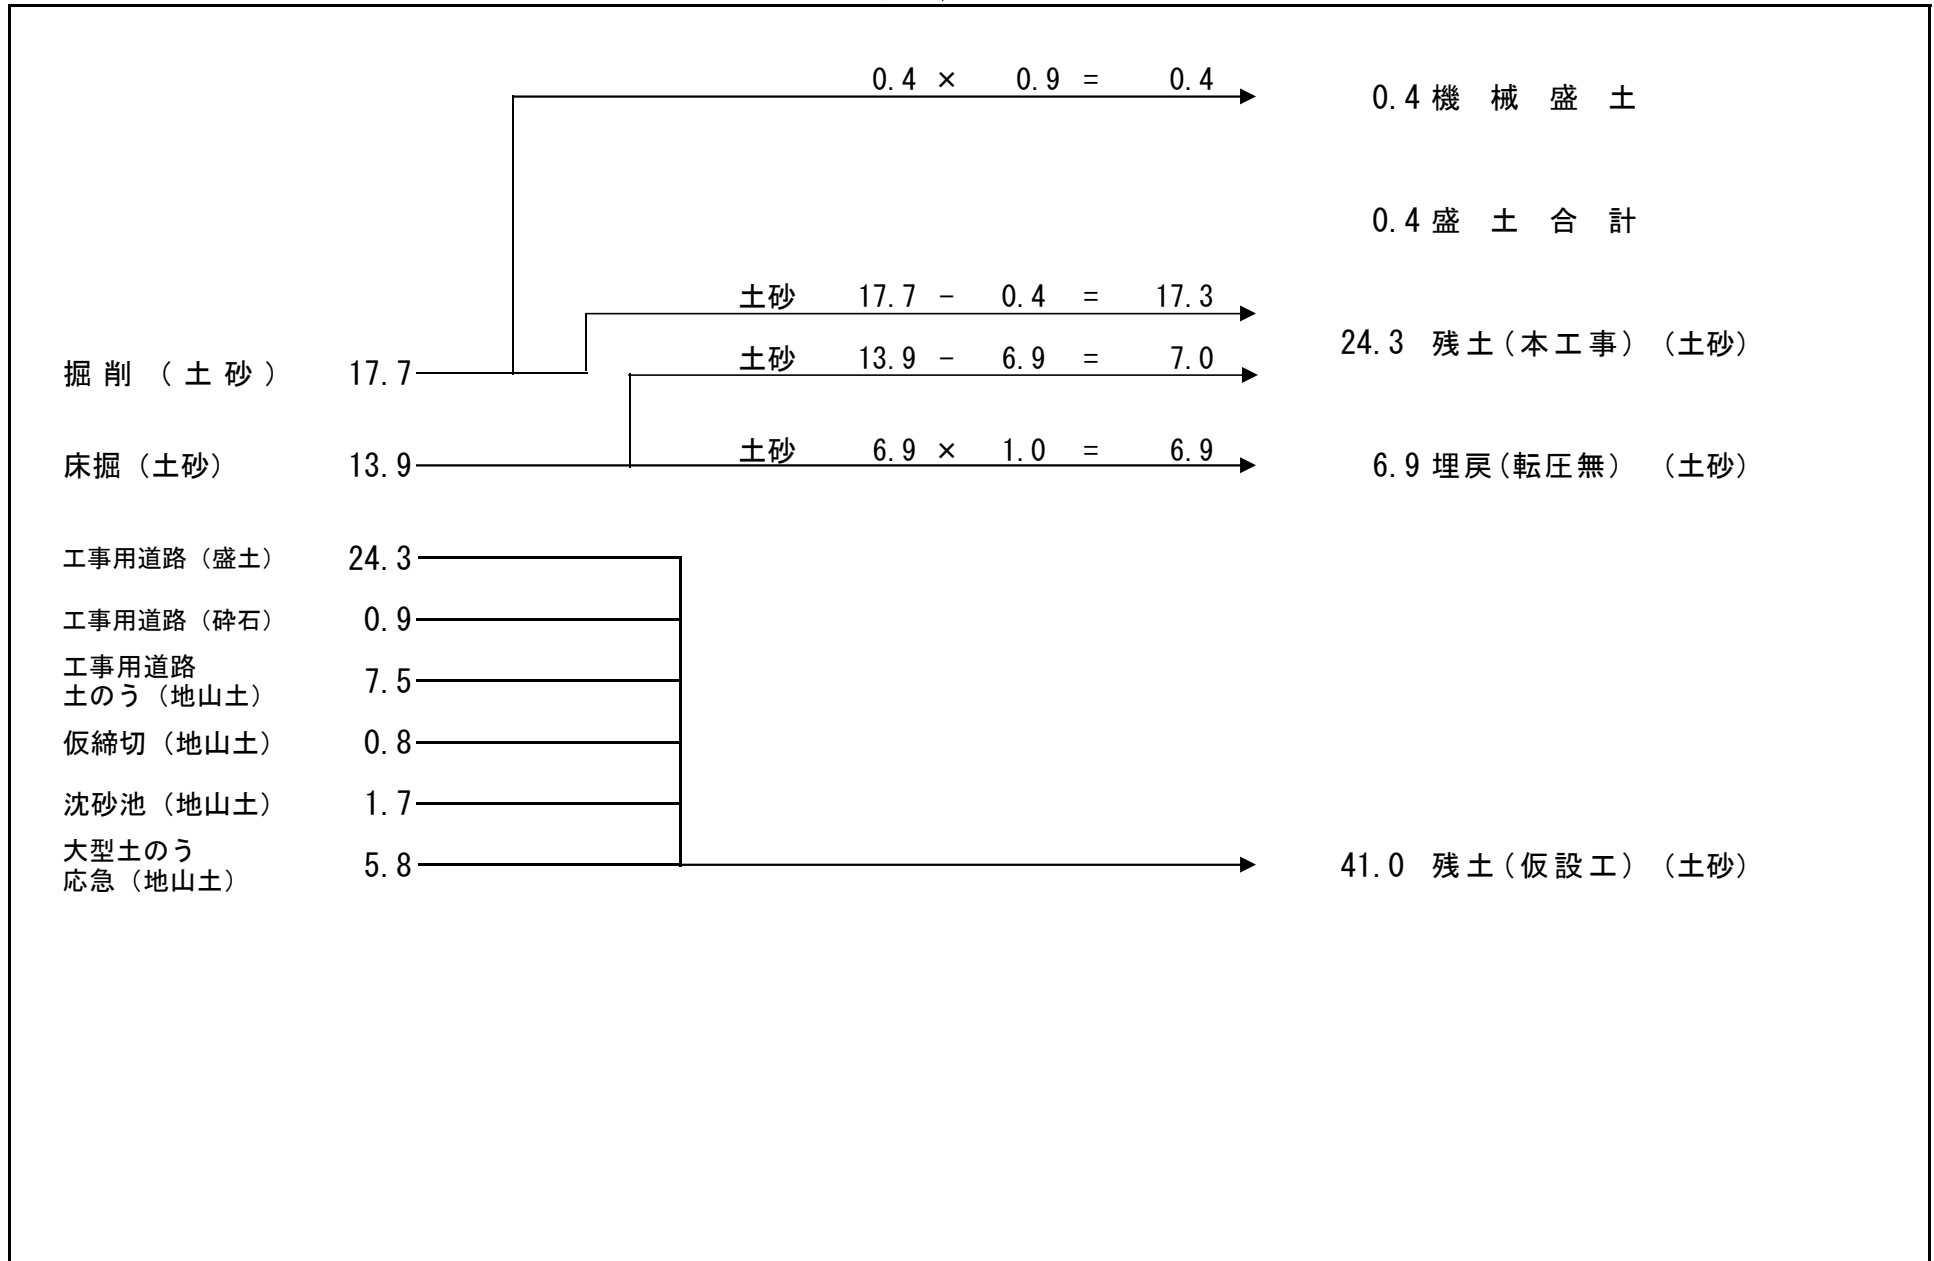 0.4 × 0.9 = 0.4
0.4 機械盛土
0.4 盛土合計
土砂 17.7 - 0.4 = 17.3
24.3 残土(本工事) (土砂)
土砂 13.9 - 6.9 = 7.0
掘削 (土砂) 17.7
床掘 (土砂) 13.9
土砂 6.9 × 1.0 = 6.9
6.9 埋戻(転圧無) (土砂)
工事用道路 (盛土) 24.3
工事用道路 (砕石) 0.9
工事用道路
土のう (地山土) 7.5
仮締切 (地山土) 0.8
沈砂池 (地山土) 1.7
大型土のう
応急 (地山土) 5.8
41.0 残土(仮設工) (土砂)